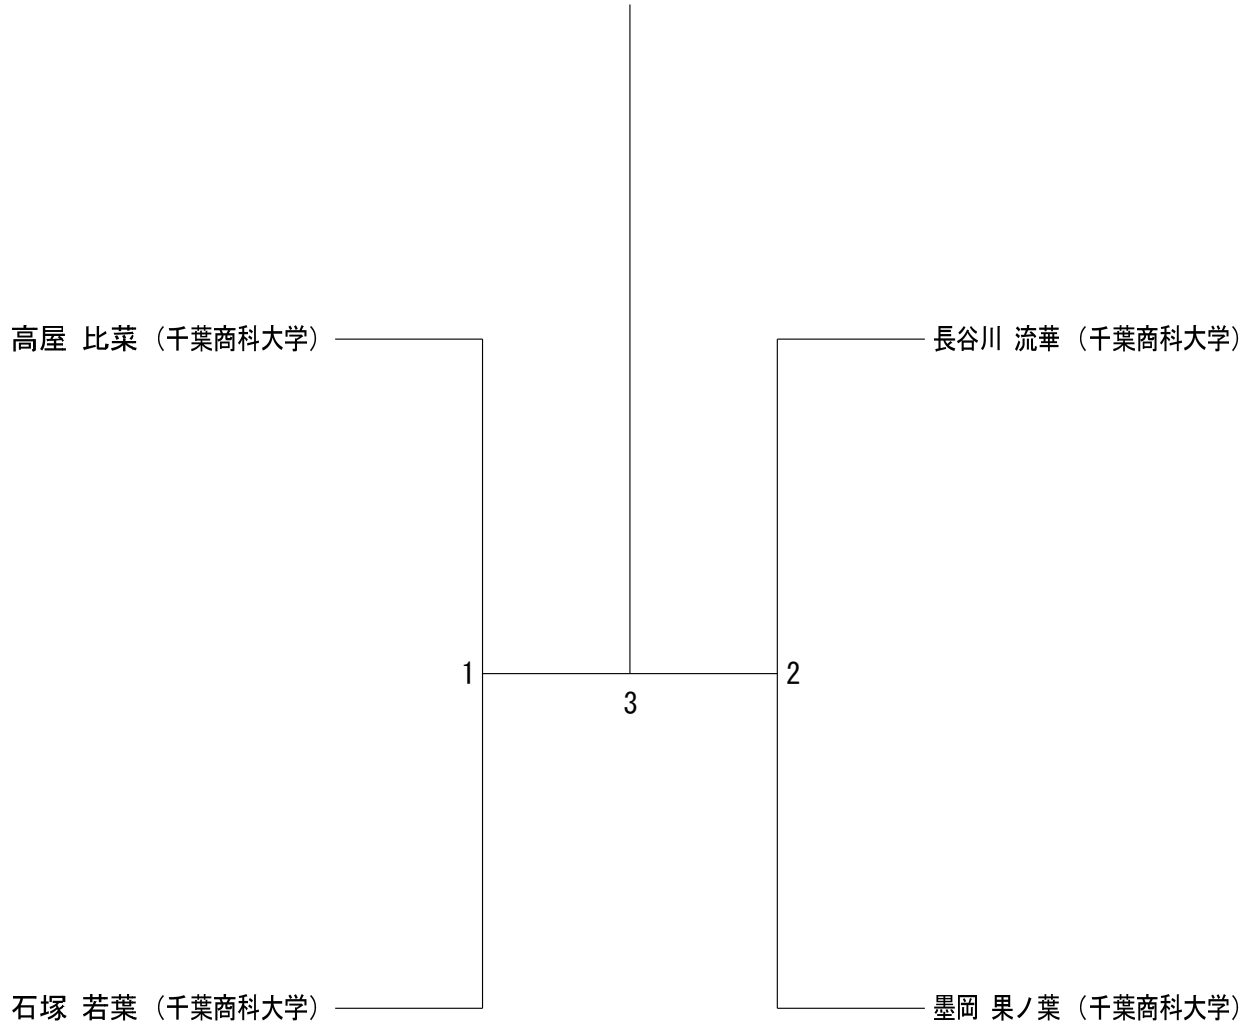 高屋 比菜（千葉商科大学）
長谷川 流華（千葉商科大学）
1
2
3
石塚 若葉（千葉商科大学）
墨岡 果ノ葉（千葉商科大学）